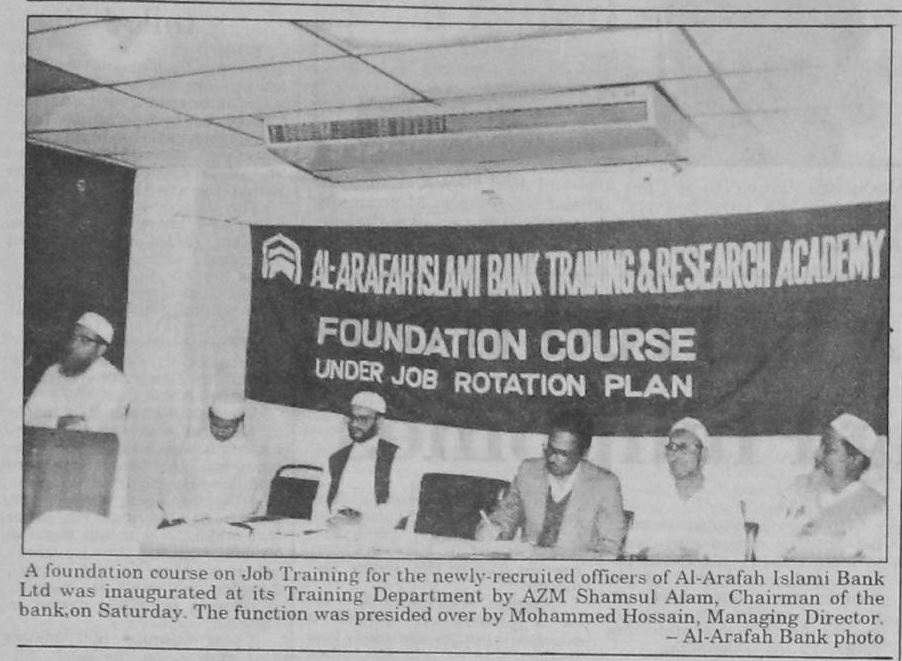 AL-ARAFAH ISLAMI BANK TRAINING & RESEARCH ACADEMY
FOUNDATION COURSE
UNDER JOB ROTATION PLAN
A foundation course on Job Training for the newly-recruited officers of Al-Arafah Islami Bank
Ltd was inaugurated at its Training Department by AZM Shamsul Alam, Chairman of the
bank,on Saturday. The function was presided over by Mohammed Hossain, Managing Director.
– Al-Arafah Bank photo